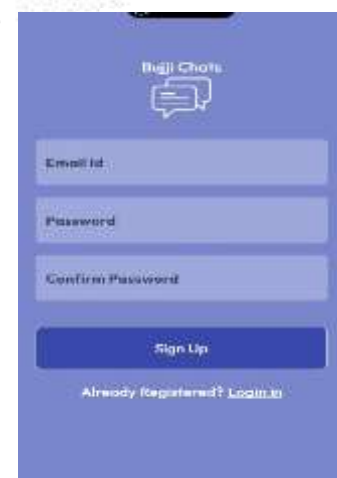 Bujji Chats
Email Id
Password
Confirm Password
Sign Up
Already Registered? Login in